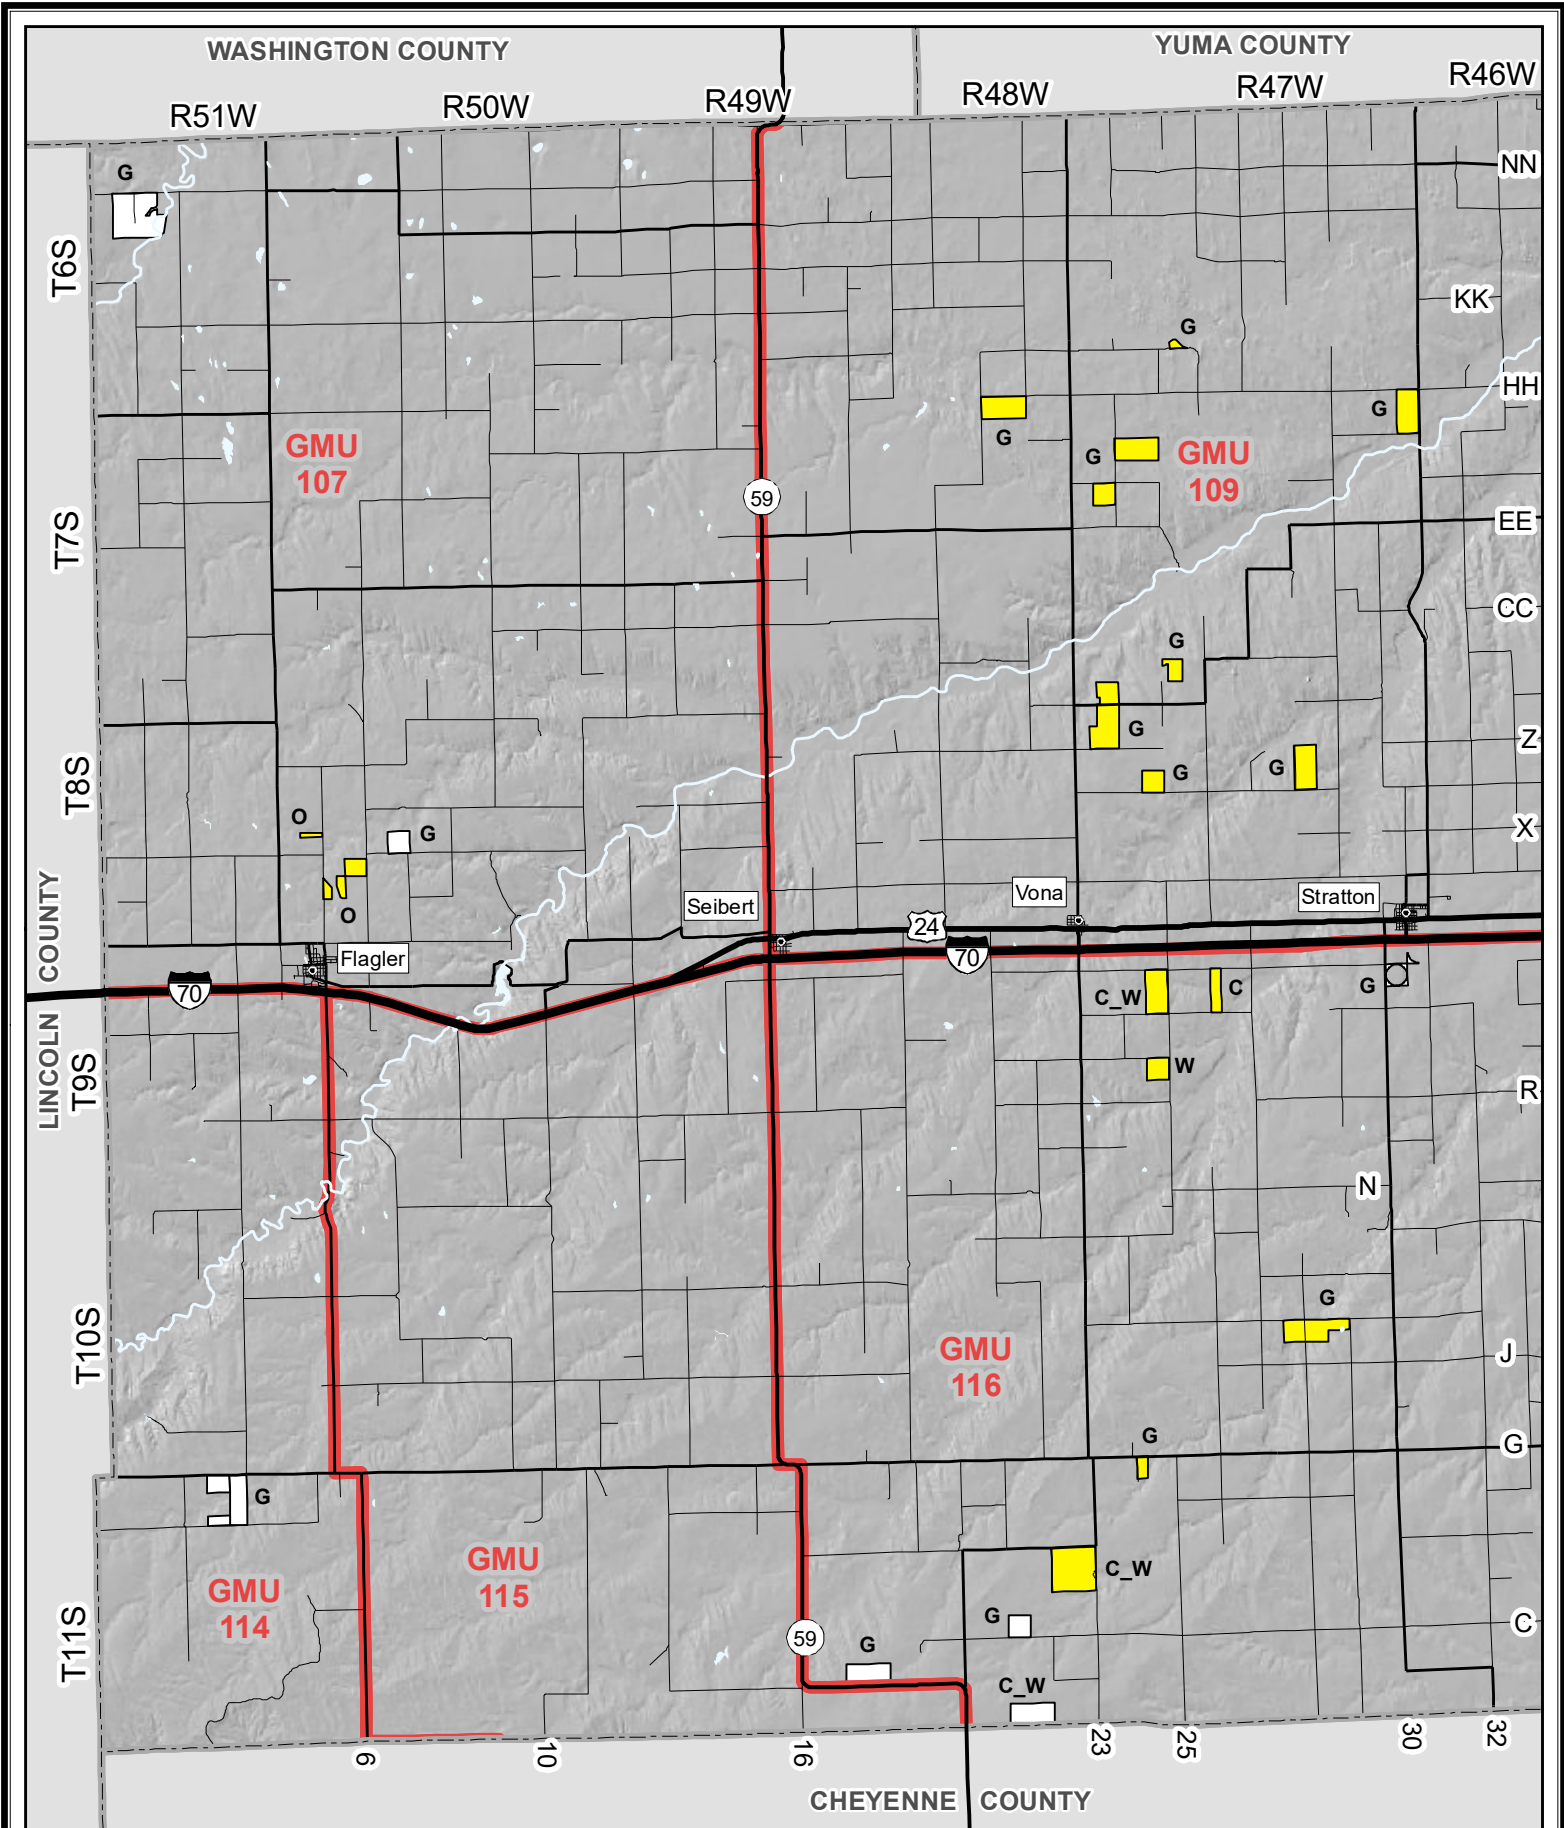 WASHINGTON COUNTY
YUMA COUNTY
R51W
R50W
R49W
R48W
R47W
R46W
G
NN
T6S
KK
G
HH
G
G
GMU
107
G
GMU
109
59
EE
T7S
CC
G
G
Z
G
G
T8S
O
G
X
O
Seibert
Vona
Stratton
24
70
Flagler
70
C_W
C
G
LINCOLN COUNTY
T9S
W
R
N
G
T10S
GMU
116
J
G
G
G
GMU
115
C_W
GMU
114
G
C
T11S
59
G
C_W
6
10
16
23
25
30
32
CHEYENNE COUNTY